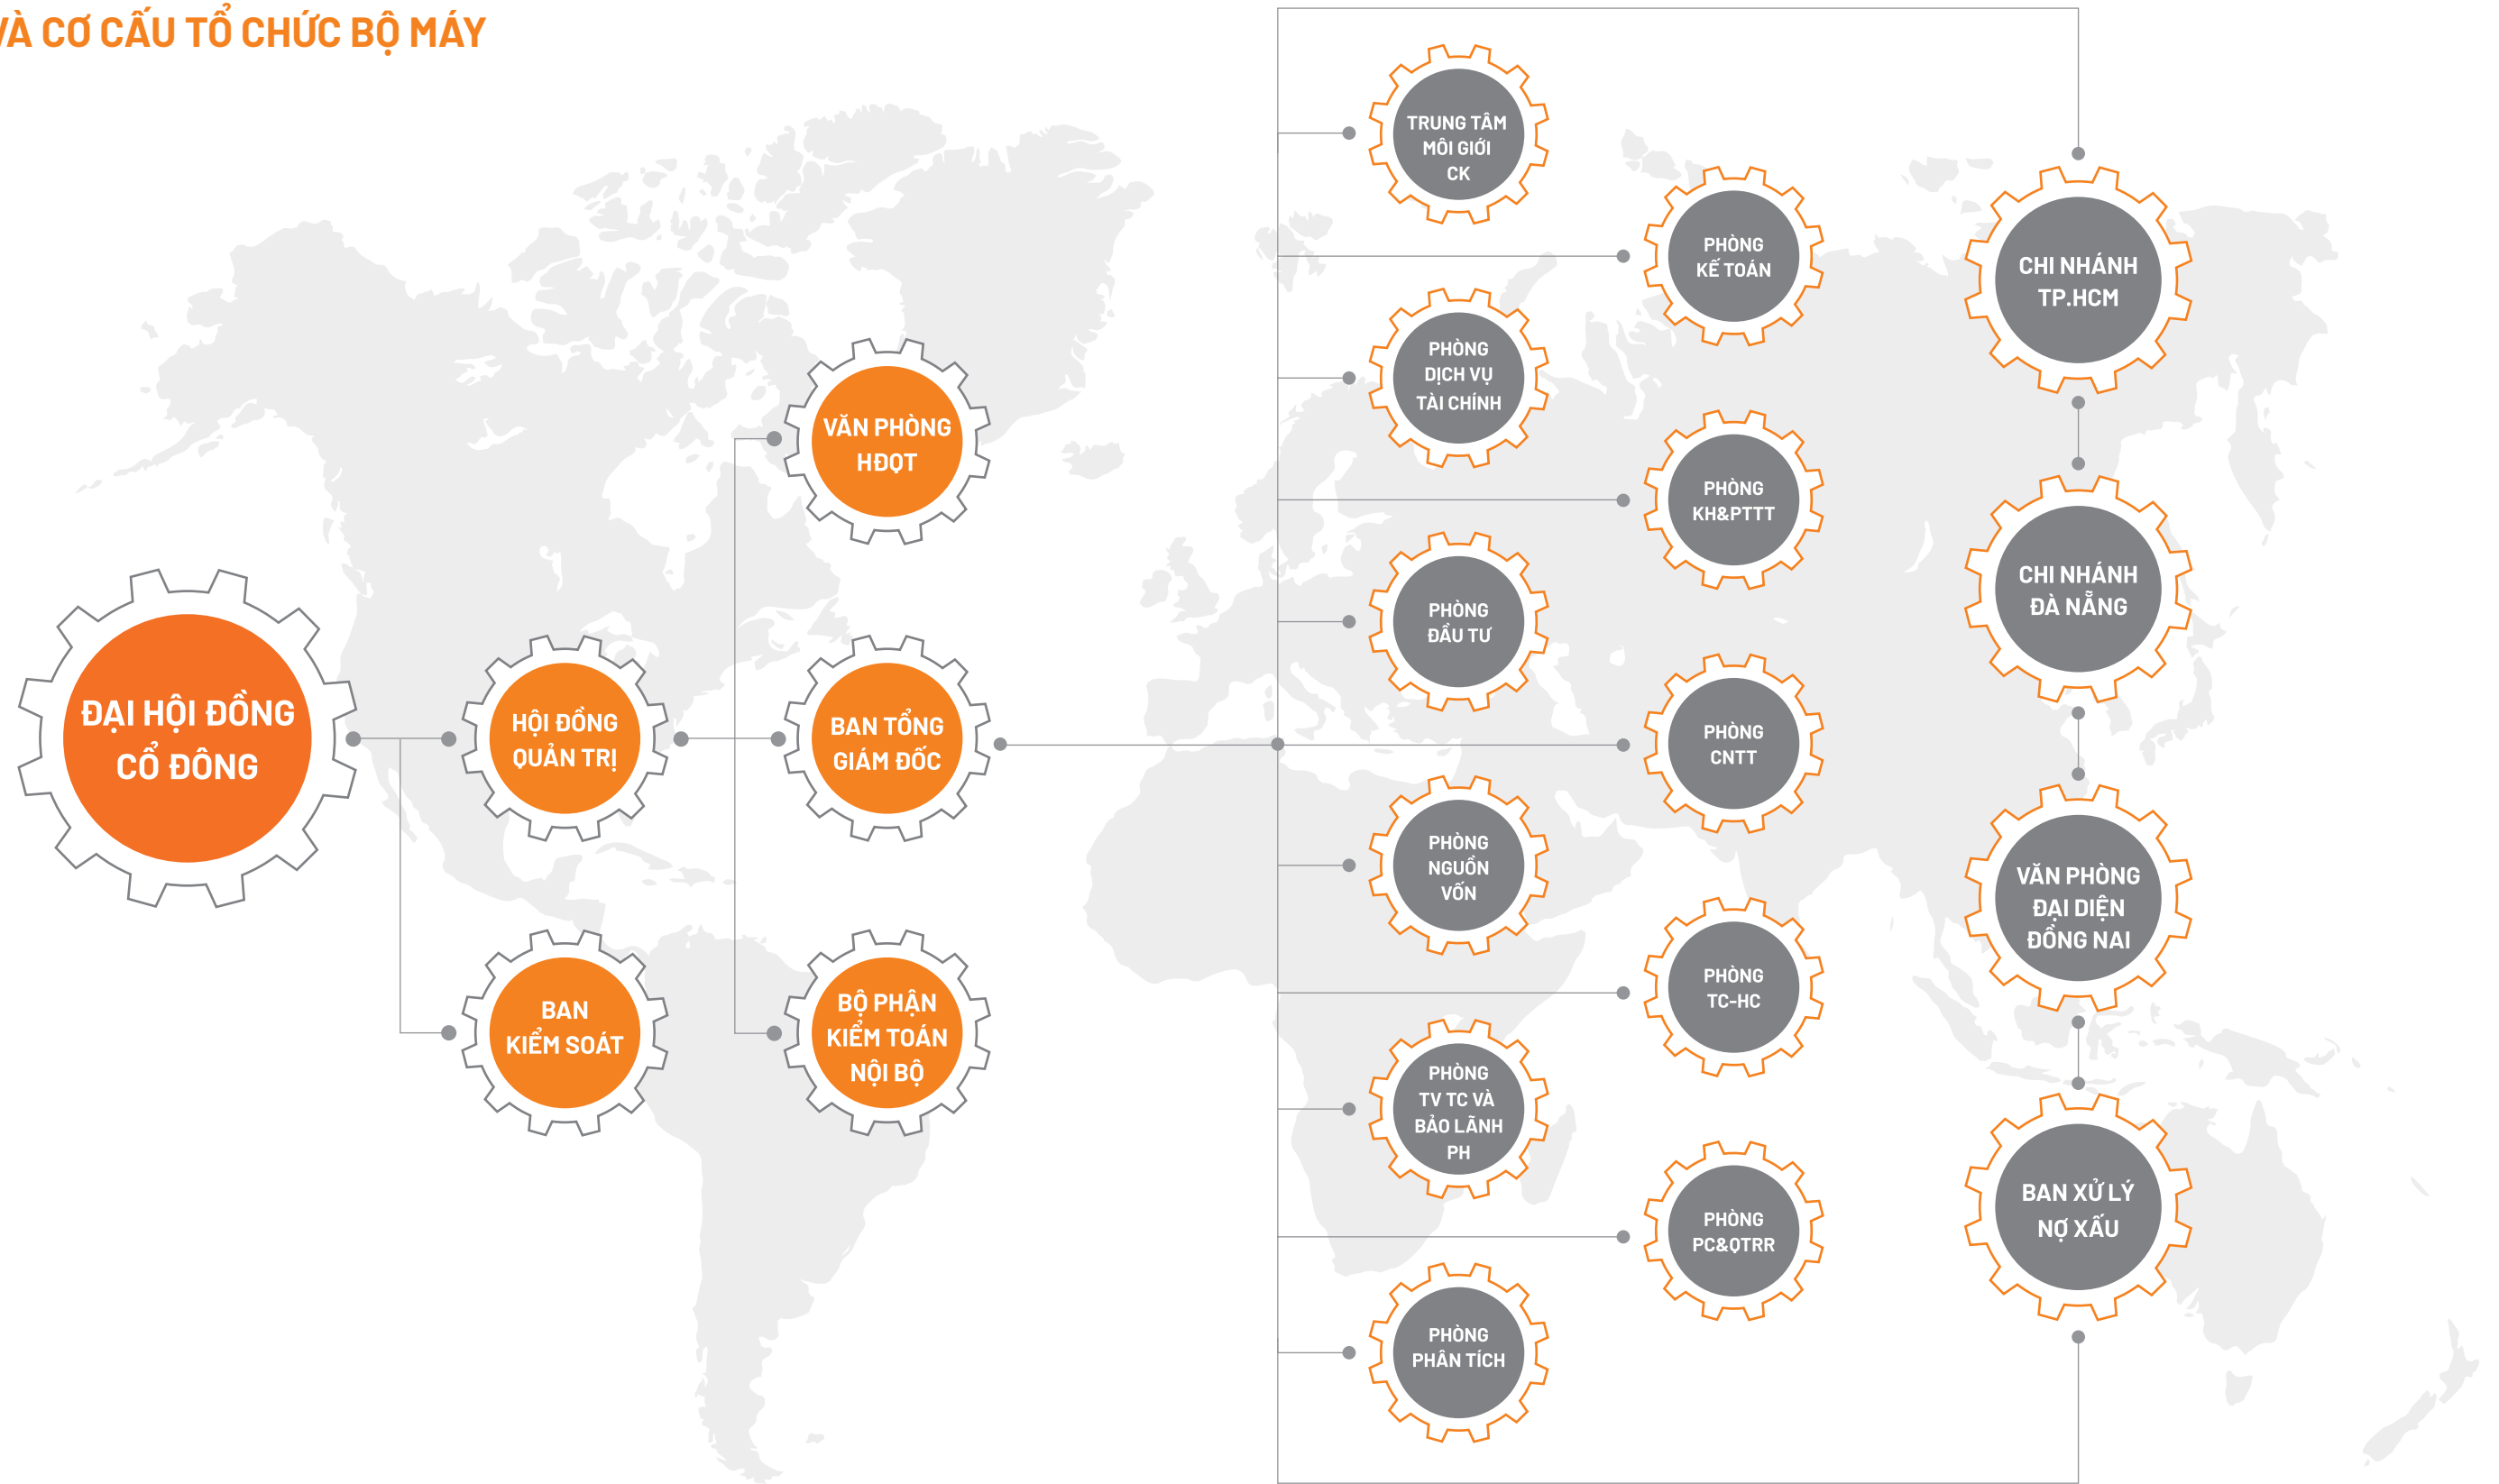 VÀ CƠ CẤU TỔ CHỨC BỘ MÁY
ĐẠI HỘI ĐỒNG
CỔ ĐÔNG
HỘI ĐỒNG
QUẢN TRỊ
BAN
KIỂM SOÁT
VĂN PHÒNG
HĐQT
BAN TỔNG
GIÁM ĐỐC
BỘ PHẬN
KIỂM TOÁN
NỘI BỘ
TRUNG TÂM
MÔI GIỚI
CK
PHÒNG
DỊCH VỤ
TÀI CHÍNH
PHÒNG
ĐẦU TƯ
PHÒNG
NGUỒN
VỐN
PHÒNG
TV TC VÀ
BẢO LÃNH
PH
PHÒNG
PHÂN TÍCH
PHÒNG
KẾ TOÁN
PHÒNG
KH&PTTT
PHÒNG
CNTT
PHÒNG
TC-HC
PHÒNG
PC&QTRR
CHI NHÁNH
TP.HCM
CHI NHÁNH
ĐÀ NẴNG
VĂN PHÒNG
ĐẠI DIỆN
ĐỒNG NAI
BAN XỬ LÝ
NỢ XẤU